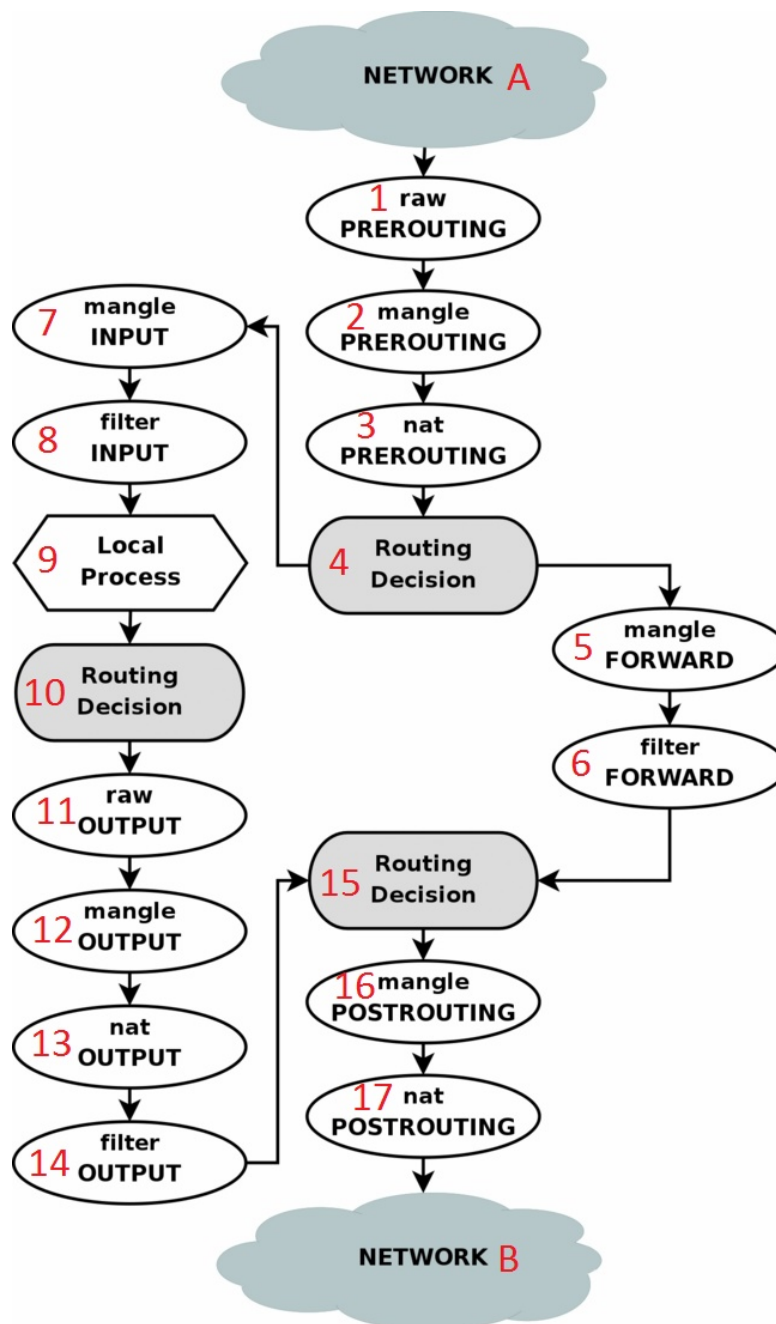 NETWORK A
1 raw
PREROUTING
2 mangle
PREROUTING
3 nat
PREROUTING
4 Routing
Decision
5 mangle
FORWARD
6 filter
FORWARD
7 mangle
INPUT
8 filter
INPUT
9 Local
Process
10 Routing
Decision
11 raw
OUTPUT
12 mangle
OUTPUT
13 nat
OUTPUT
14 filter
OUTPUT
15 Routing
Decision
16 mangle
POSTROUTING
17 nat
POSTROUTING
NETWORK B